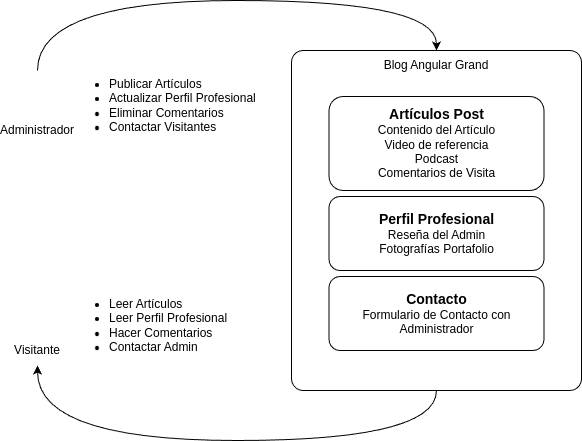 Blog Angular Grand
Administrador
Publicar Artículos
Actualizar Perfil Profesional
Eliminar Comentarios
Contactar Visitantes
Artículos Post
Contenido del Artículo
Video de referencia
Podcast
Comentarios de Visita
Perfil Profesional
Reseña del Admin
Fotografías Portafolio
Contacto
Formulario de Contacto con
Administrador
Visitante
Leer Artículos
Leer Perfil Profesional
Hacer Comentarios
Contactar Admin